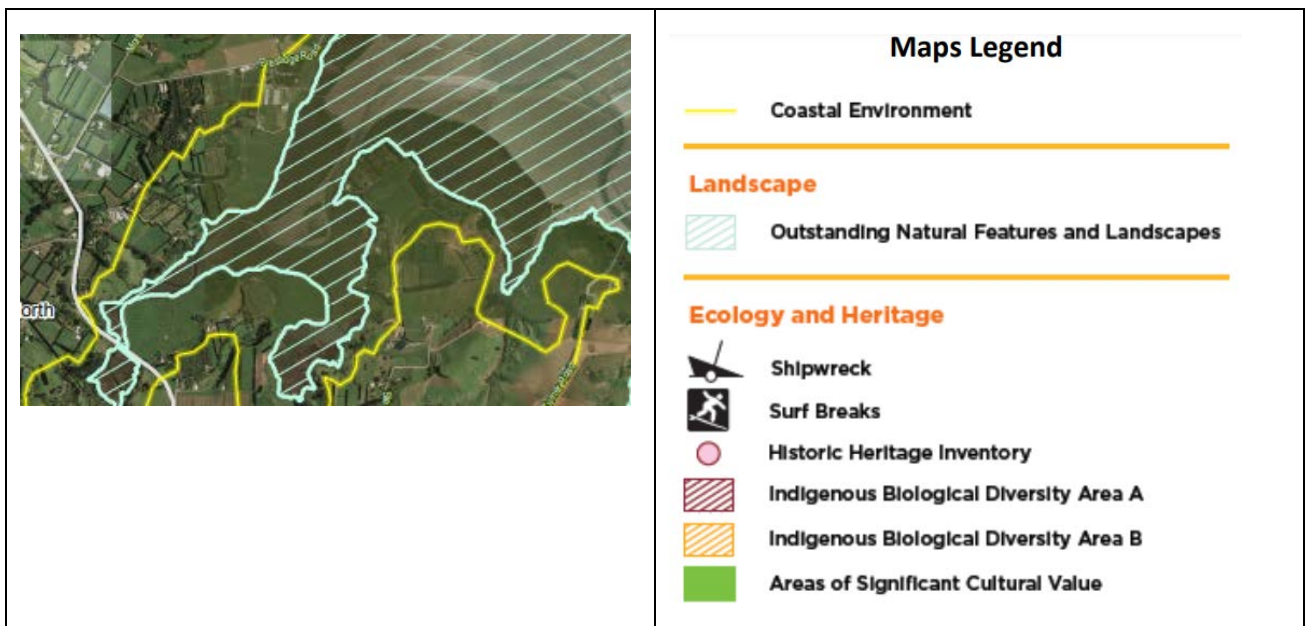 orth
Maps Legend
Coastal Environment
Landscape
Outstanding Natural Features and Landscapes
Ecology and Heritage
Shipwreck
Surf Breaks
Historic Heritage Inventory
Indigenous Biological Diversity Area A
Indigenous Biological Diversity Area B
Areas of Significant Cultural Value